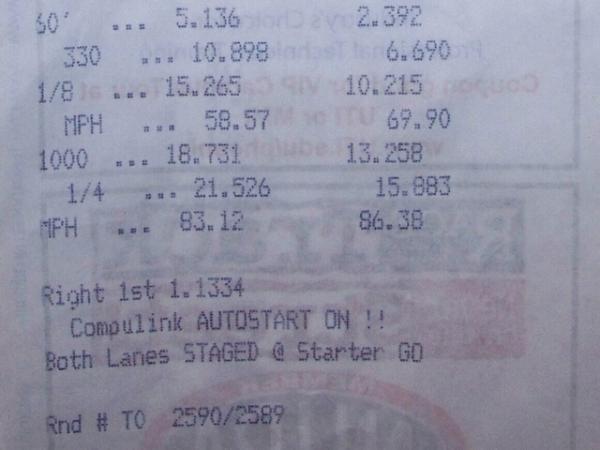 60' ... 5.136 2.392
330 ... 10.898 6.690
1/8 ... 15.265 10.215
MPH ... 58.57 69.90
1000 ... 18.731 13.258
1/4 ... 21.526 15.883
MPH ... 83.12 86.38
Right 1st 1.1334
Compulink AUTOSTART ON !!
Both Lanes STAGED @ Starter GO
Rnd # TO 2590/2589